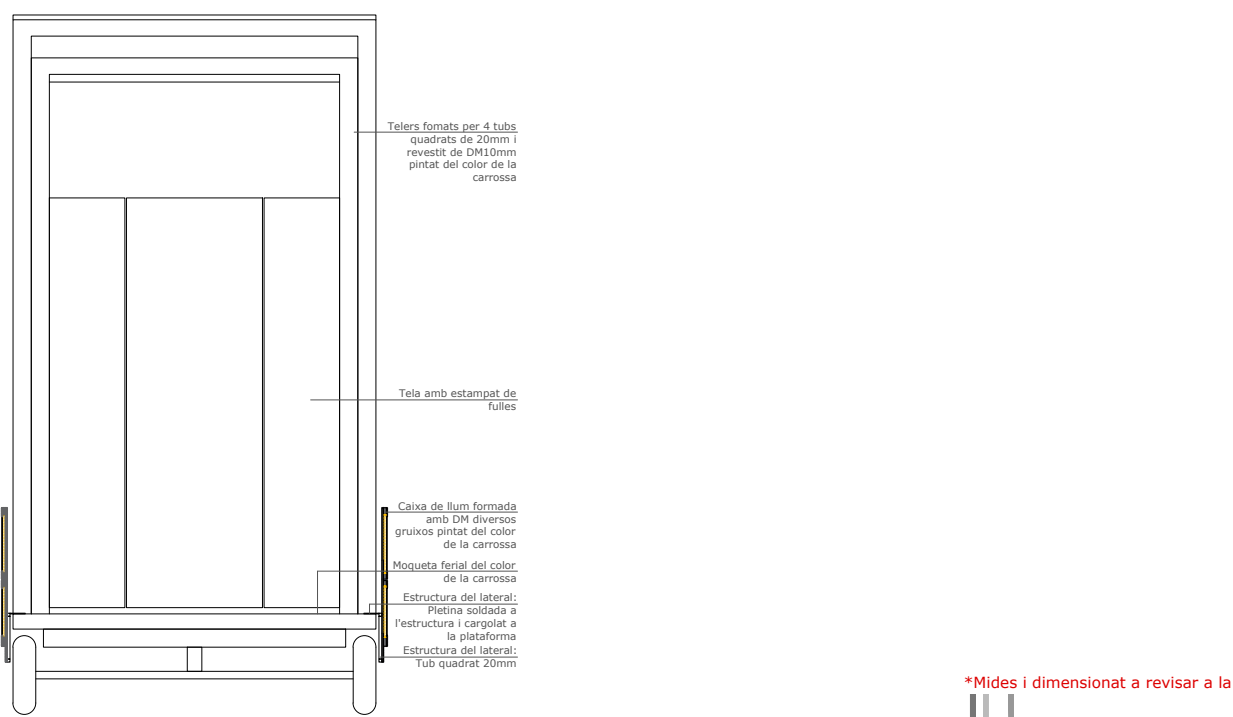 Telers fomats per 4 tubs
quadrats de 20mm i
revestit de DM10mm
pintat del color de la
carrossa
Tela amb estampat de
fulles
Caixa de llum formada
amb DM diversos
gruixos pintat del color
de la carrossa
Moqueta ferial del color
de la carrossa
Estructura del lateral:
Pletina soldada a
l'estructura i cargolat a
la plataforma
Estructura del lateral:
Tub quadrat 20mm
*Mides i dimensionat a revisar a la